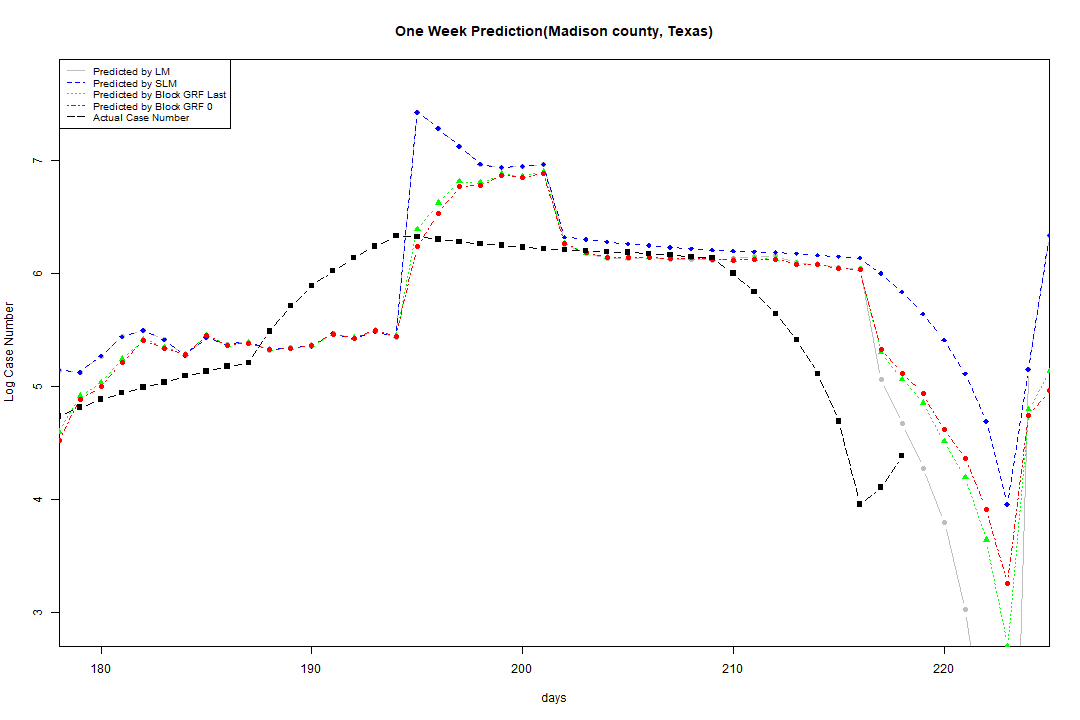 One Week Prediction(Madison county, Texas)
Predicted by LM
Predicted by SLM
Predicted by Block GRF Last
Predicted by Block GRF 0
Actual Case Number
7
6
5
4
3
Log Case Number
180 190 200 210 220
days